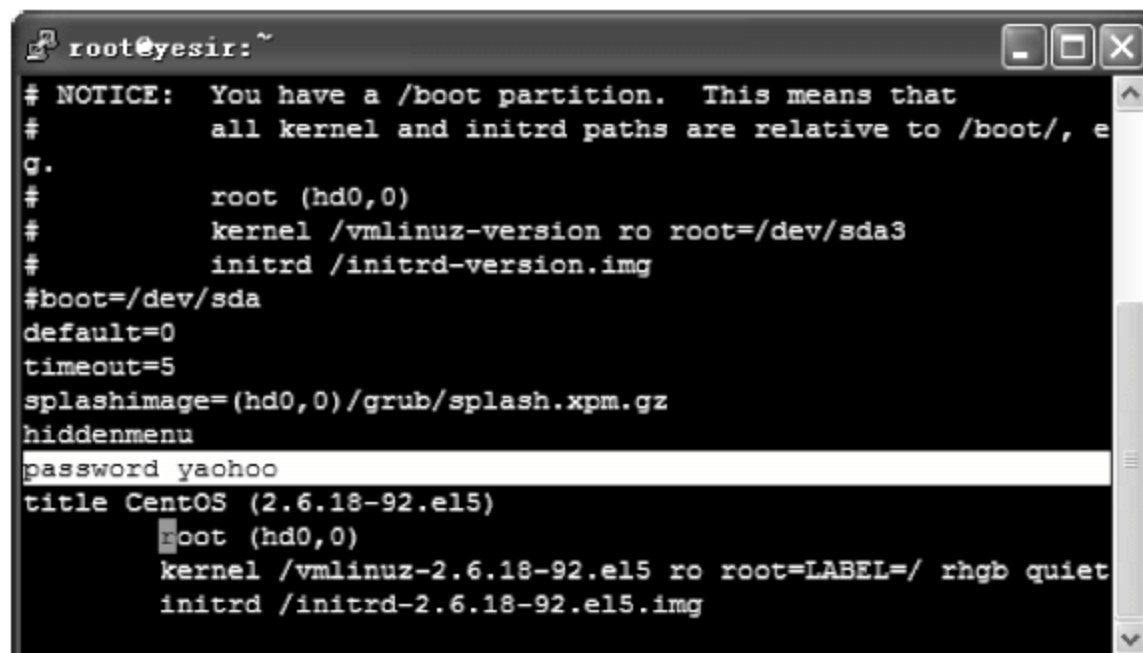 root@yesir:~
# NOTICE:  You have a /boot partition.  This means that
#          all kernel and initrd paths are relative to /boot/, e
g.
#          root (hd0,0)
#          kernel /vmlinuz-version ro root=/dev/sda3
#          initrd /initrd-version.img
#boot=/dev/sda
default=0
timeout=5
splashimage=(hd0,0)/grub/splash.xpm.gz
hiddenmenu
password yaohoo
title CentOS (2.6.18-92.el5)
        root (hd0,0)
        kernel /vmlinuz-2.6.18-92.el5 ro root=LABEL=/ rhgb quiet
        initrd /initrd-2.6.18-92.el5.img